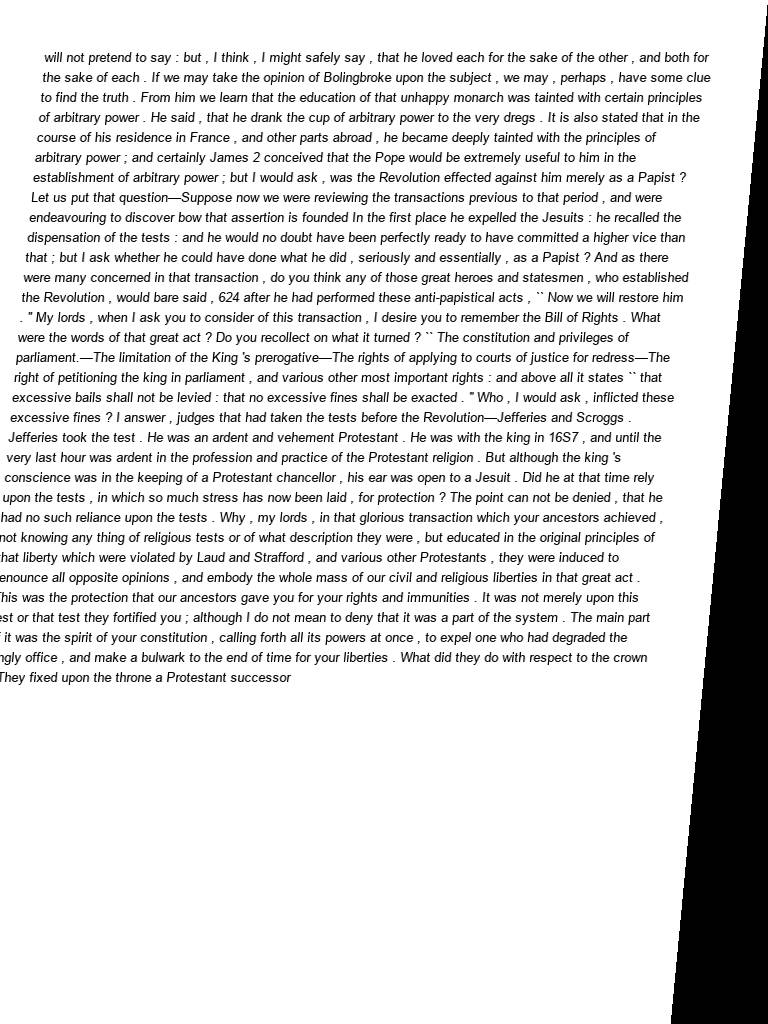 will not pretend to say : but , I think , I might safely say , that he loved each for the sake of the other , and both for
the sake of each . If we may take the opinion of Bolingbroke upon the subject , we may , perhaps , have some clue
to find the truth . From him we learn that the education of that unhappy monarch was tainted with certain principles
of arbitrary power . He said , that he drank the cup of arbitrary power to the very dregs . It is also stated that in the
course of his residence in France , and other parts abroad , he became deeply tainted with the principles of
arbitrary power ; and certainly James 2 conceived that the Pope would be extremely useful to him in the
establishment of arbitrary power ; but I would ask , was the Revolution effected against him merely as a Papist ?
Let us put that question—Suppose now we were reviewing the transactions previous to that period , and were
endeavouring to discover bow that assertion is founded In the first place he expelled the Jesuits : he recalled the
dispensation of the tests : and he would no doubt have been perfectly ready to have committed a higher vice than
that ; but I ask whether he could have done what he did , seriously and essentially , as a Papist ? And as there
were many concerned in that transaction , do you think any of those great heroes and statesmen , who established
the Revolution , would bare said , 624 after he had performed these anti-papistical acts , `` Now we will restore him
. '' My lords , when I ask you to consider of this transaction , I desire you to remember the Bill of Rights . What
were the words of that great act ? Do you recollect on what it turned ? `` The constitution and privileges of
parliament.—The limitation of the King 's prerogative—The rights of applying to courts of justice for redress—The
right of petitioning the king in parliament , and various other most important rights : and above all it states `` that
excessive bails shall not be levied : that no excessive fines shall be exacted . '' Who , I would ask , inflicted these
excessive fines ? I answer , judges that had taken the tests before the Revolution—Jefferies and Scroggs .
Jefferies took the test . He was an ardent and vehement Protestant . He was with the king in 16S7 , and until the
very last hour was ardent in the profession and practice of the Protestant religion . But although the king 's
conscience was in the keeping of a Protestant chancellor , his ear was open to a Jesuit . Did he at that time rely
upon the tests , in which so much stress has now been laid , for protection ? The point can not be denied , that he
had no such reliance upon the tests . Why , my lords , in that glorious transaction which your ancestors achieved ,
not knowing any thing of religious tests or of what description they were , but educated in the original principles of
that liberty which were violated by Laud and Strafford , and various other Protestants , they were induced to
enounce all opposite opinions , and embody the whole mass of our civil and religious liberties in that great act .
This was the protection that our ancestors gave you for your rights and immunities . It was not merely upon this
est or that test they fortified you ; although I do not mean to deny that it was a part of the system . The main part
it was the spirit of your constitution , calling forth all its powers at once , to expel one who had degraded the
ngly office , and make a bulwark to the end of time for your liberties . What did they do with respect to the crown
They fixed upon the throne a Protestant successor